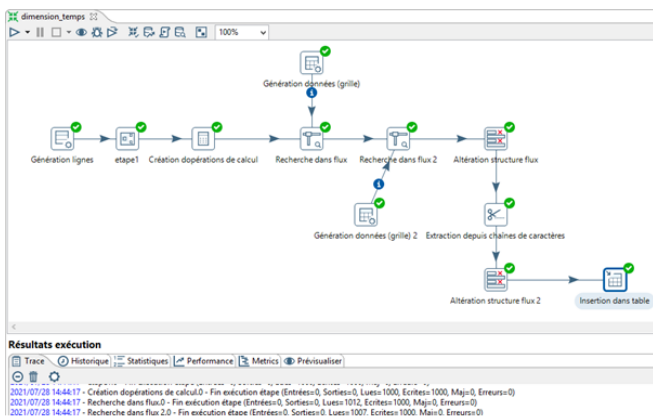 dimension_temps
100%
Génération données (grille)
Génération lignes
etape1
Création dopérations de calcul
Recherche dans flux
Recherche dans flux 2
Altération structure flux
Génération données (grille) 2
Extraction depuis chaînes de caractères
Altération structure flux 2
Insertion dans table
Résultats exécution
Trace Historique Statistiques Performance Metrics Prévisualiser
2021/07/28 14:44:17 - Création dopérations de calcul.0 - Fin exécution étape (Entrées=0, Sorties=0, Lues=1000, Ecrites=1000, Maj=0, Erreurs=0)
2021/07/28 14:44:17 - Recherche dans flux.0 - Fin exécution étape (Entrées=0, Sorties=0, Lues=1012, Ecrites=1000, Maj=0, Erreurs=0)
2021/07/28 14:44:17 - Recherche dans flux 2.0 - Fin exécution étape (Entrées=0, Sorties=0, Lues=1007, Ecrites=1000, Maj=0, Erreurs=0)